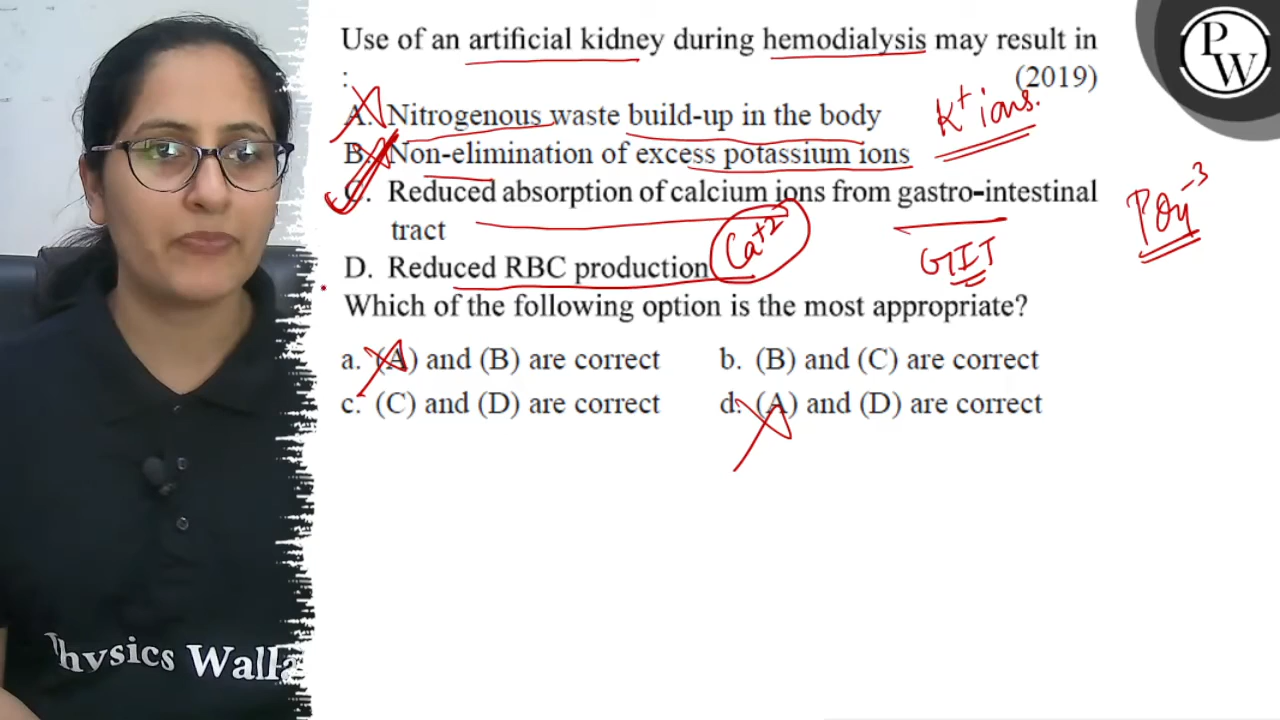 Use of an artificial kidney during hemodialysis may result in
: (2019)
A. Nitrogenous waste build-up in the body
K+ ions.
B. Non-elimination of excess potassium ions
C. Reduced absorption of calcium ions from gastro-intestinal
tract
PO4-3
Ca+2
GIT
D. Reduced RBC production
Which of the following option is the most appropriate?
a. (A) and (B) are correct b. (B) and (C) are correct
c. (C) and (D) are correct d. (A) and (D) are correct
PW
Physics Walla